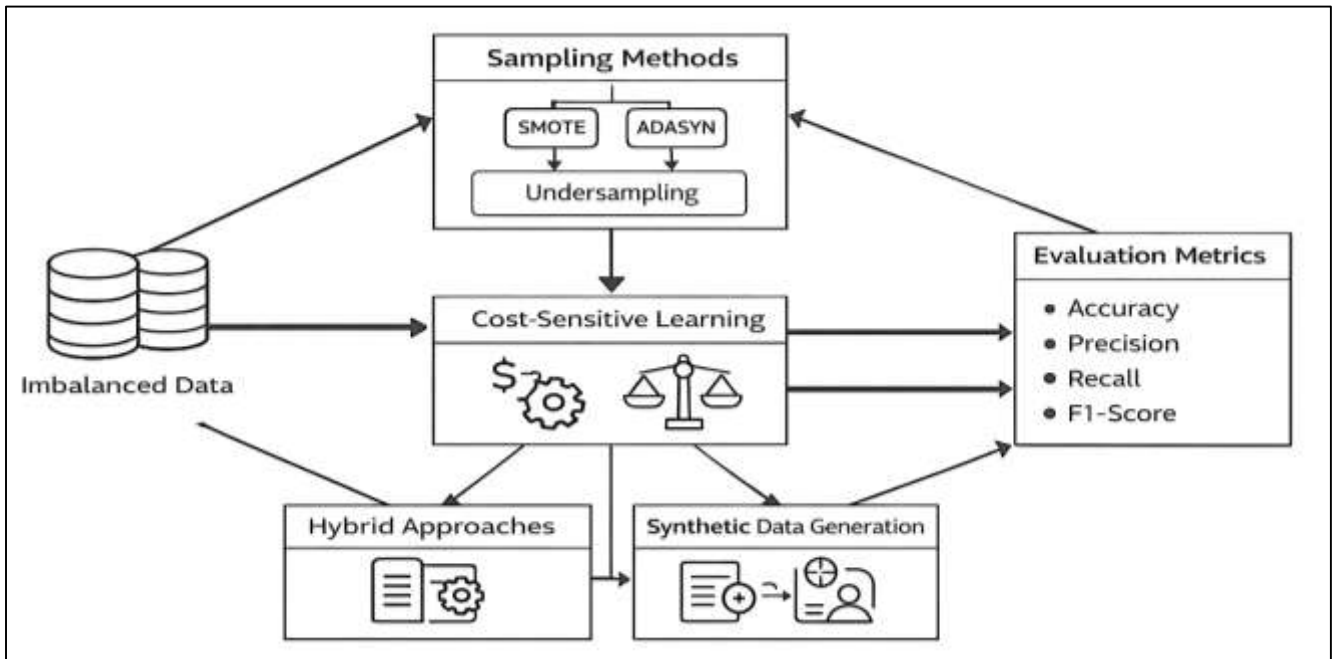 Sampling Methods
SMOTE
ADASYN
Undersampling
Imbalanced Data
Cost-Sensitive Learning
$
Evaluation Metrics
• Accuracy
• Precision
• Recall
• F1-Score
Hybrid Approaches
Synthetic Data Generation